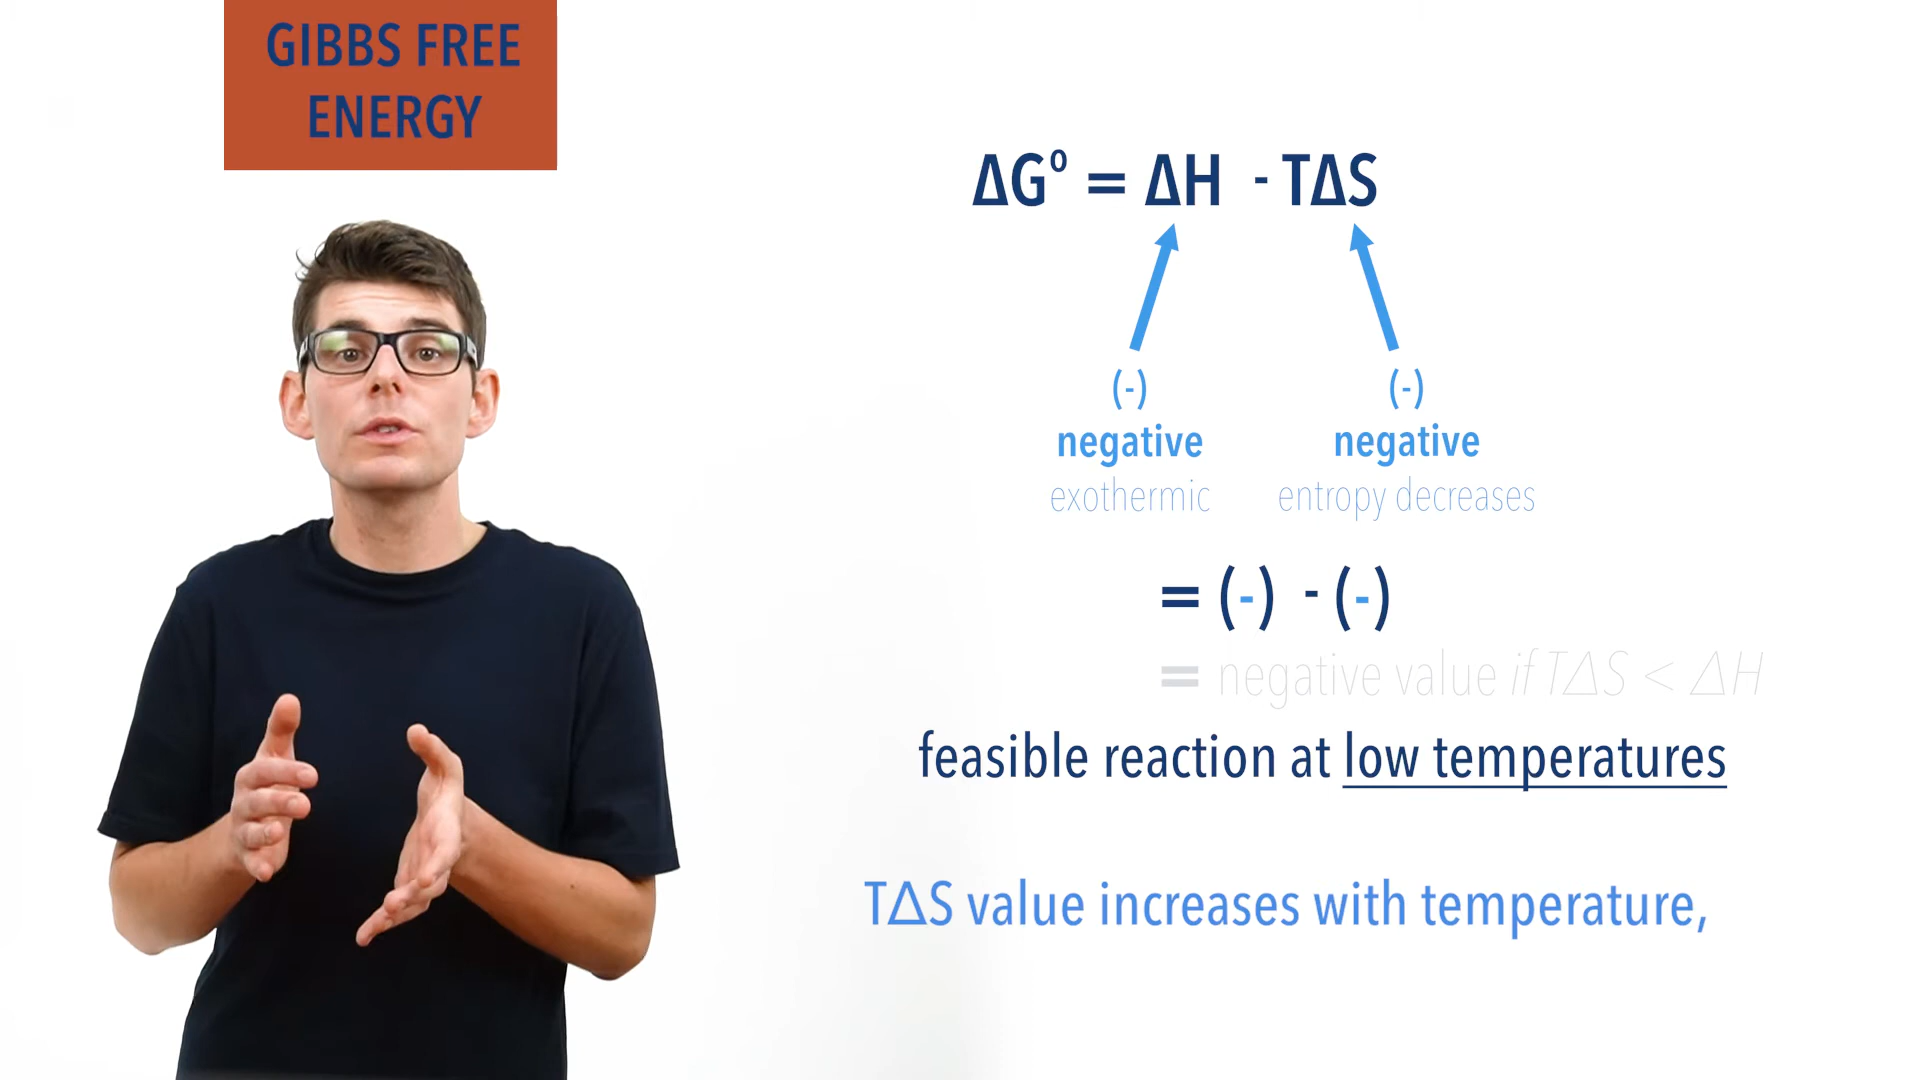 GIBBS FREE
ENERGY
ΔGº = ΔH - TΔS
(-) (-)
negative negative
exothermic entropy decreases
= (-) - (-)
= negative value if TΔS < ΔH
feasible reaction at low temperatures
TΔS value increases with temperature,